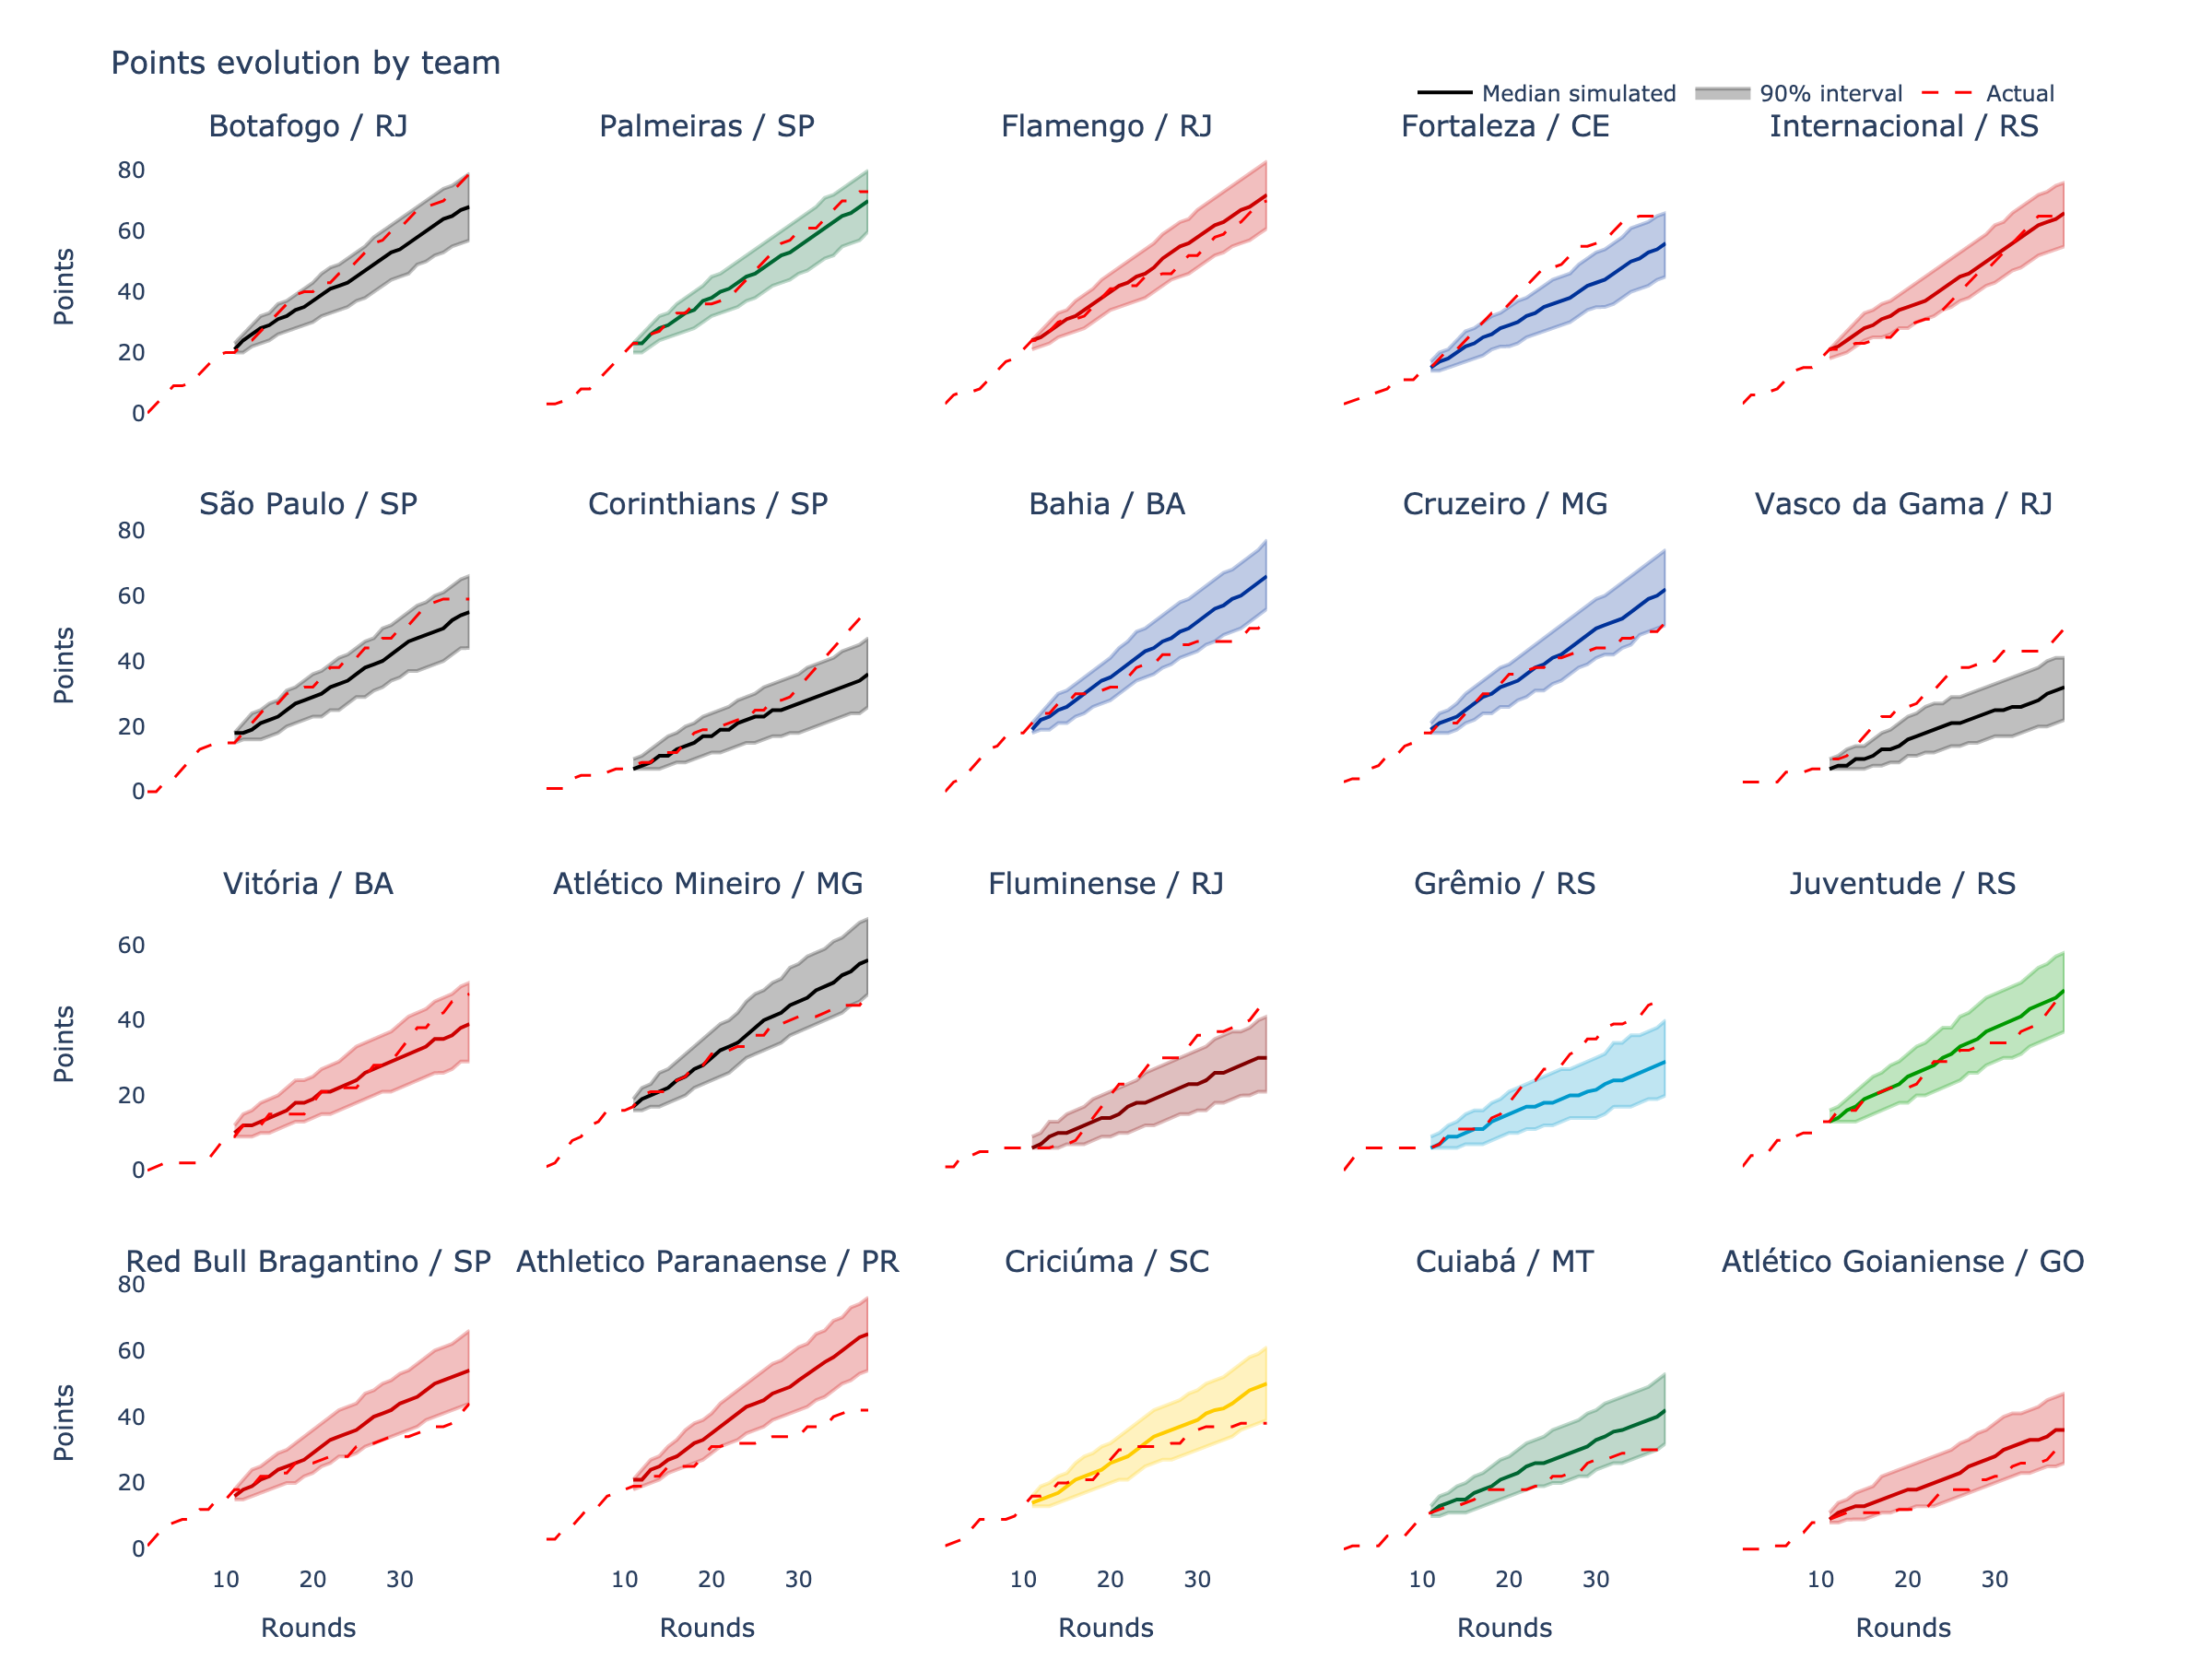 Points evolution by team
Median simulated 90% interval Actual
Botafogo / RJ Palmeiras / SP Flamengo / RJ Fortaleza / CE Internacional / RS
80
60
40
20
0
Points
São Paulo / SP Corinthians / SP Bahia / BA Cruzeiro / MG Vasco da Gama / RJ
80
60
40
20
0
Points
Vitória / BA Atlético Mineiro / MG Fluminense / RJ Grêmio / RS Juventude / RS
60
40
20
0
Points
Red Bull Bragantino / SP Athletico Paranaense / PR Criciúma / SC Cuiabá / MT Atlético Goianiense / GO
80
60
40
20
0
Points
10 20 30 10 20 30 10 20 30 10 20 30 10 20 30
Rounds Rounds Rounds Rounds Rounds